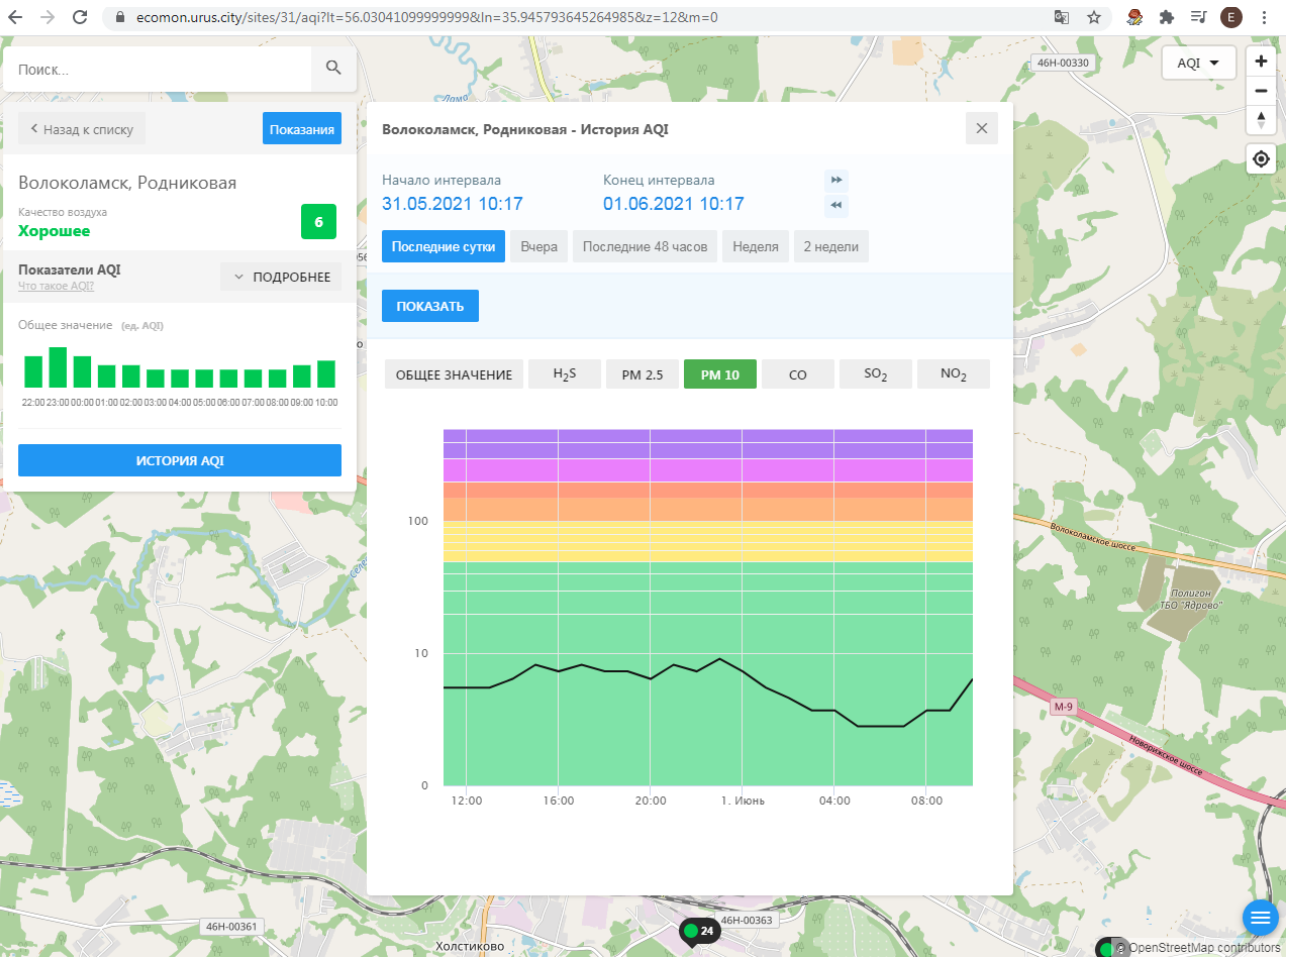 ecomon.urus.city/sites/31/aqi?lt=56.03041099999999&ln=35.945793645264985&z=12&m=0
E
Поиск...
46Н-00330
AQI
Лама
Назад к списку
Показания
Волоколамск, Родниковая - История AQI
Волоколамск, Родниковая
Качество воздуха
Хорошее
6
Начало интервала
Конец интервала
31.05.2021 10:17
01.06.2021 10:17
Последние сутки
Вчера
Последние 48 часов
Неделя
2 недели
Показатели AQI
Что такое AQI?
ПОДРОБНЕЕ
ПОКАЗАТЬ
Общее значение (ед. AQI)
22:00 23:00 00:00 01:00 02:00 03:00 04:00 05:00 06:00 07:00 08:00 09:00 10:00
ИСТОРИЯ AQI
ОБЩЕЕ ЗНАЧЕНИЕ
H2S
PM 2.5
PM 10
CO
SO2
NO2
100
10
0
12:00
16:00
20:00
1. Июнь
04:00
08:00
Волоколамское шоссе
Полигон
ТБО "Ядрово"
М-9
Новорижское шоссе
46Н-00361
46Н-00363
24
Холстиково
© OpenStreetMap contributors